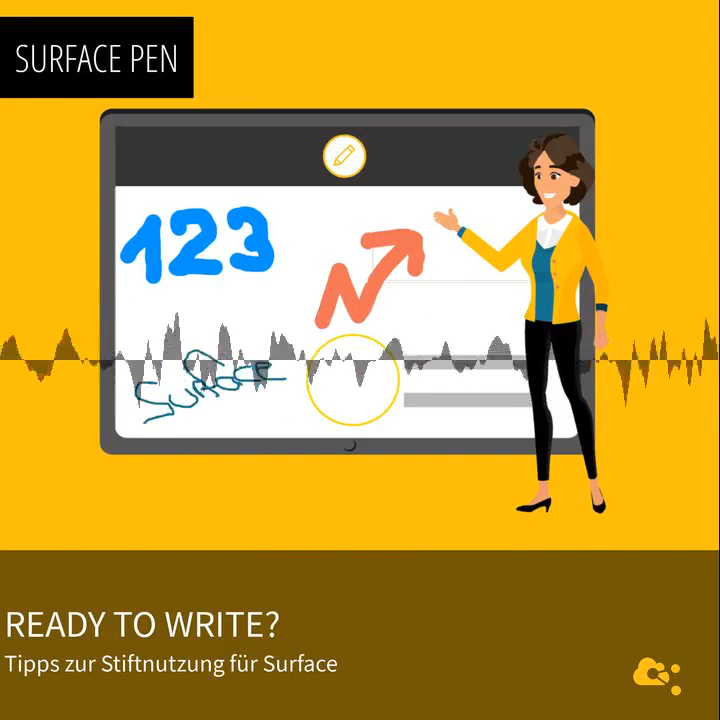 SURFACE PEN
123
Surface
READY TO WRITE?
Tipps zur Stiftnutzung für Surface